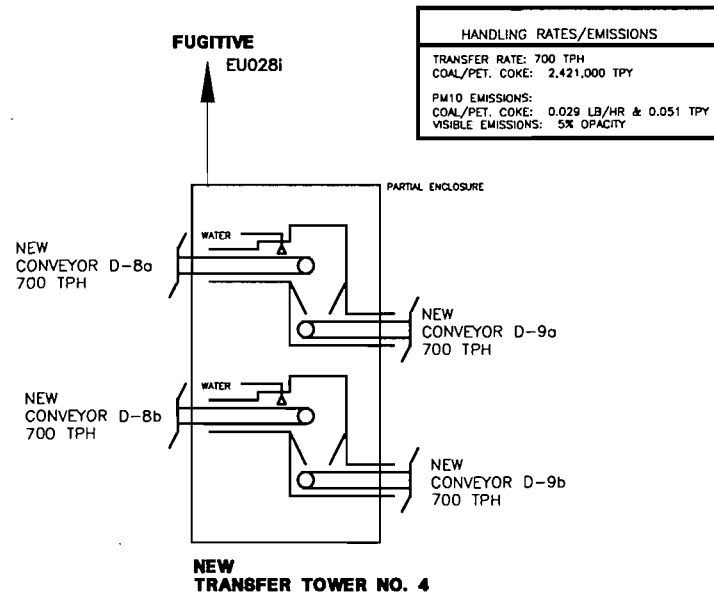 HANDLING RATES/EMISSIONS
TRANSFER RATE: 700 TPH
COAL/PET. COKE: 2,421,000 TPY
PM10 EMISSIONS:
COAL/PET. COKE: 0.029 LB/HR & 0.051 TPY
VISIBLE EMISSIONS: 5% OPACITY
FUGITIVE
EU028i
PARTIAL ENCLOSURE
WATER
NEW
CONVEYOR D-8a
700 TPH
NEW
CONVEYOR D-9a
700 TPH
WATER
NEW
CONVEYOR D-8b
700 TPH
NEW
CONVEYOR D-9b
700 TPH
NEW
TRANSFER TOWER NO. 4